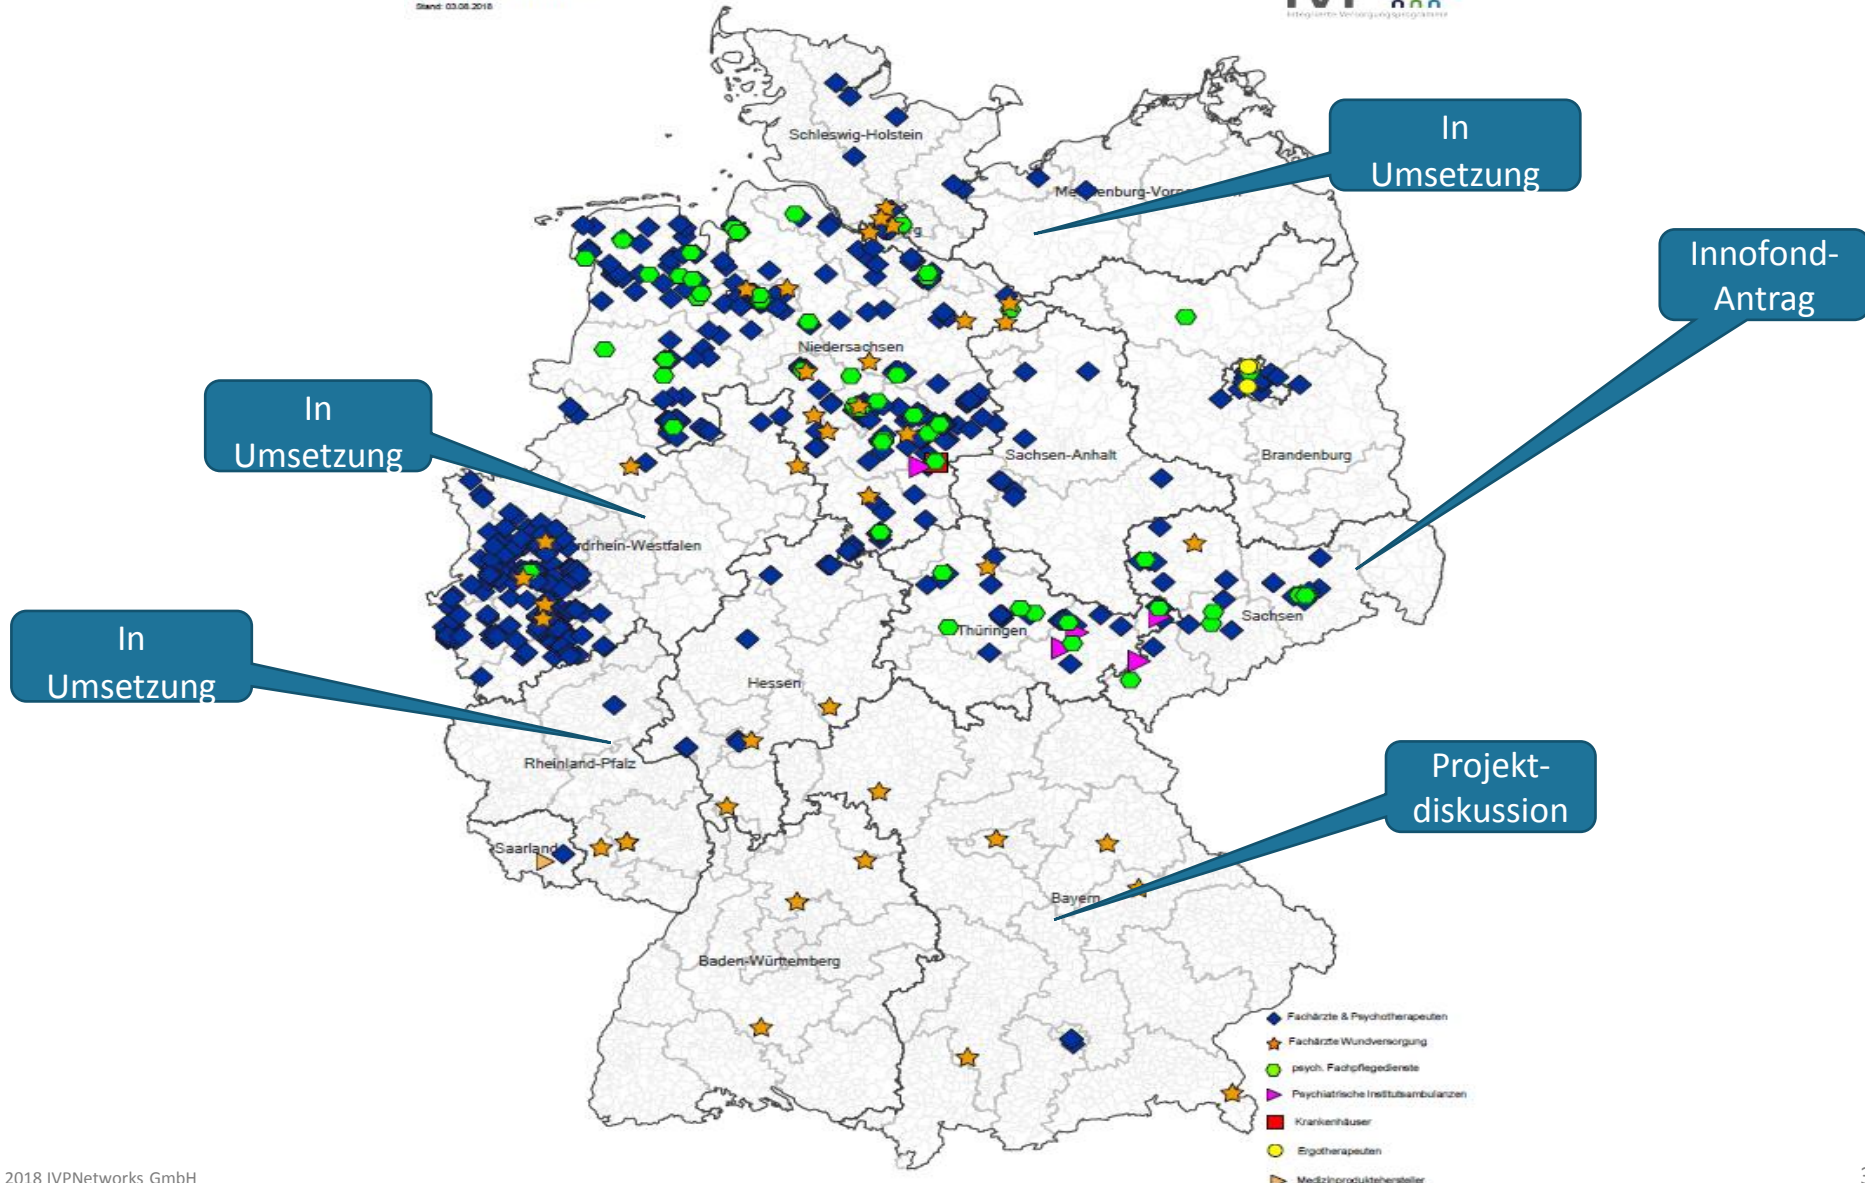 Stand: 03.08.2018
Integrierte Versorgungsprogramme
Schleswig-Holstein
In
Umsetzung
Innofond-
Antrag
Niedersachsen
In
Umsetzung
Sachsen-Anhalt
Brandenburg
Sachsen
Thüringen
In
Umsetzung
Hessen
Rheinland-Pfalz
Projekt-
diskussion
Saarland
Bayern
Baden-Württemberg
Fachärzte & Psychotherapeuten
Fachärzte Wundversorgung
psych. Fachpflegedienste
Psychiatrische Institutsambulanzen
Krankenhäuser
Ergotherapeuten
Medizinproduktehersteller
2018 IVPNetworks GmbH